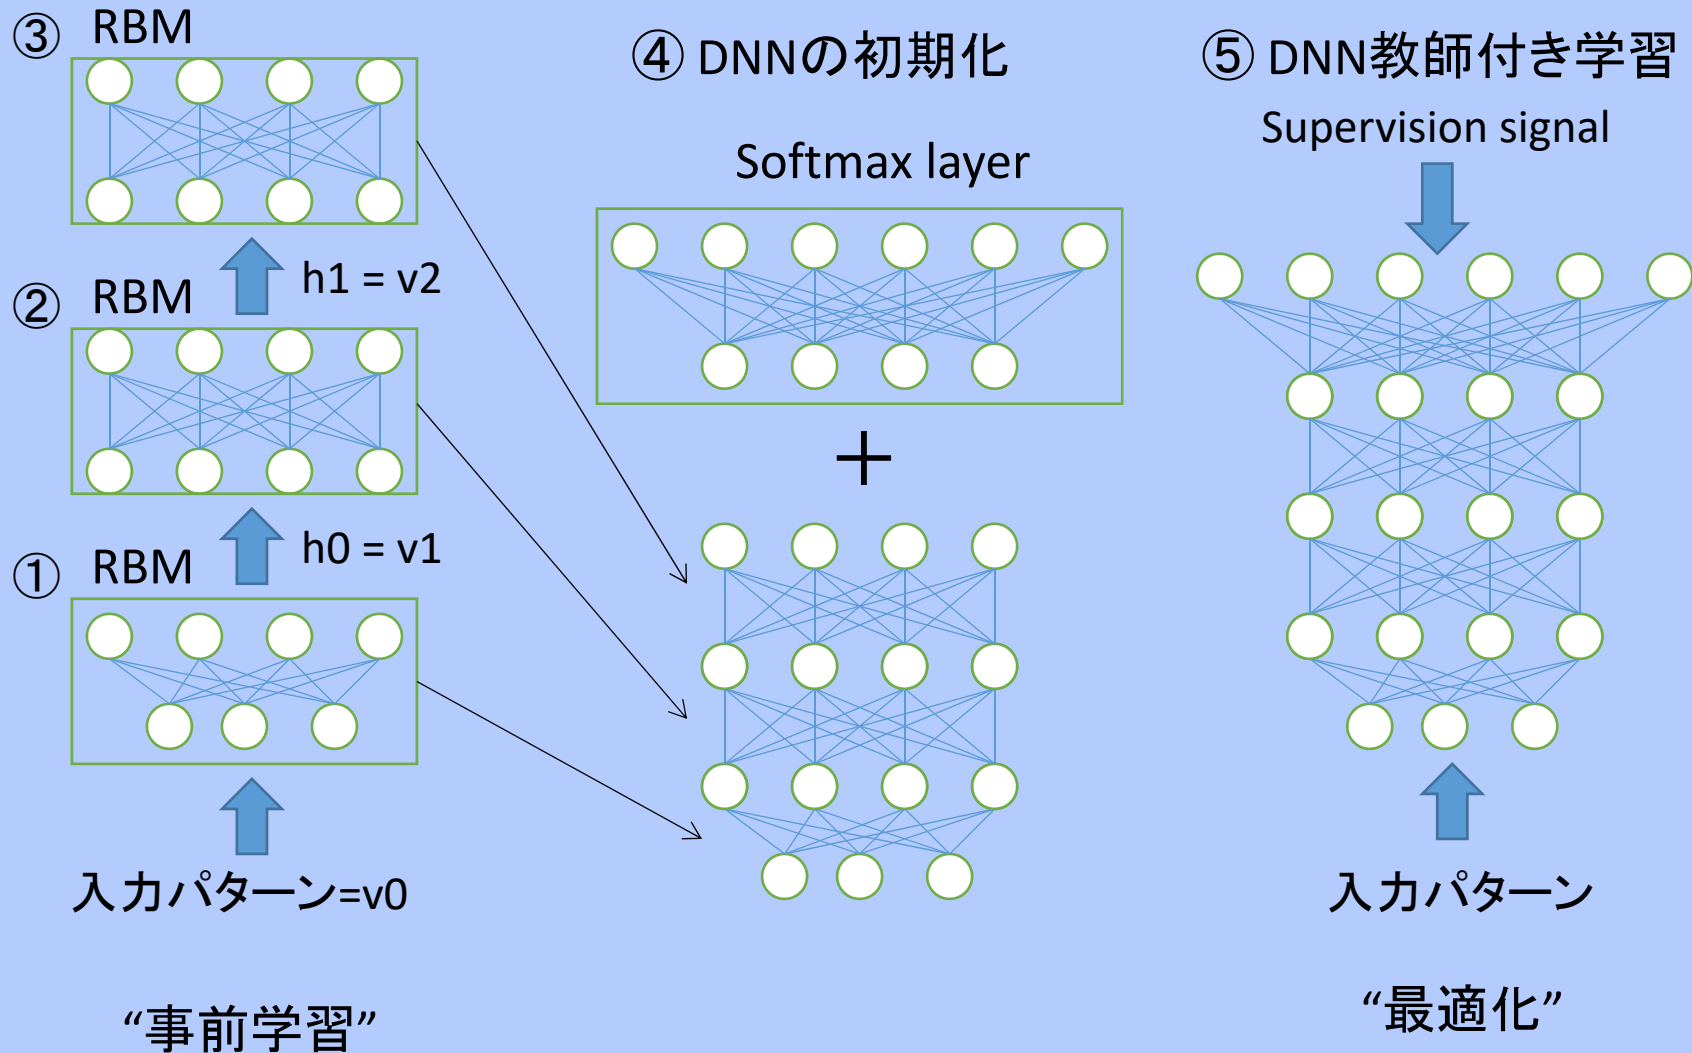 ③ RBM
h1 = v2
② RBM
h0 = v1
① RBM
入力パターン=v0
“事前学習”
④ DNNの初期化
Softmax layer
+
⑤ DNN教師付き学習
Supervision signal
入力パターン
“最適化”